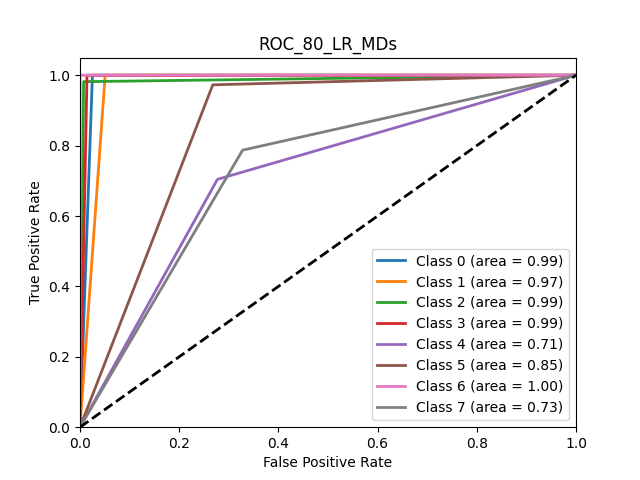 ROC_80_LR_MDs
1.0
0.8
0.6
0.4
0.2
0.0
True Positive Rate
Class 0 (area = 0.99)
Class 1 (area = 0.97)
Class 2 (area = 0.99)
Class 3 (area = 0.99)
Class 4 (area = 0.71)
Class 5 (area = 0.85)
Class 6 (area = 1.00)
Class 7 (area = 0.73)
0.0 0.2 0.4 0.6 0.8 1.0
False Positive Rate